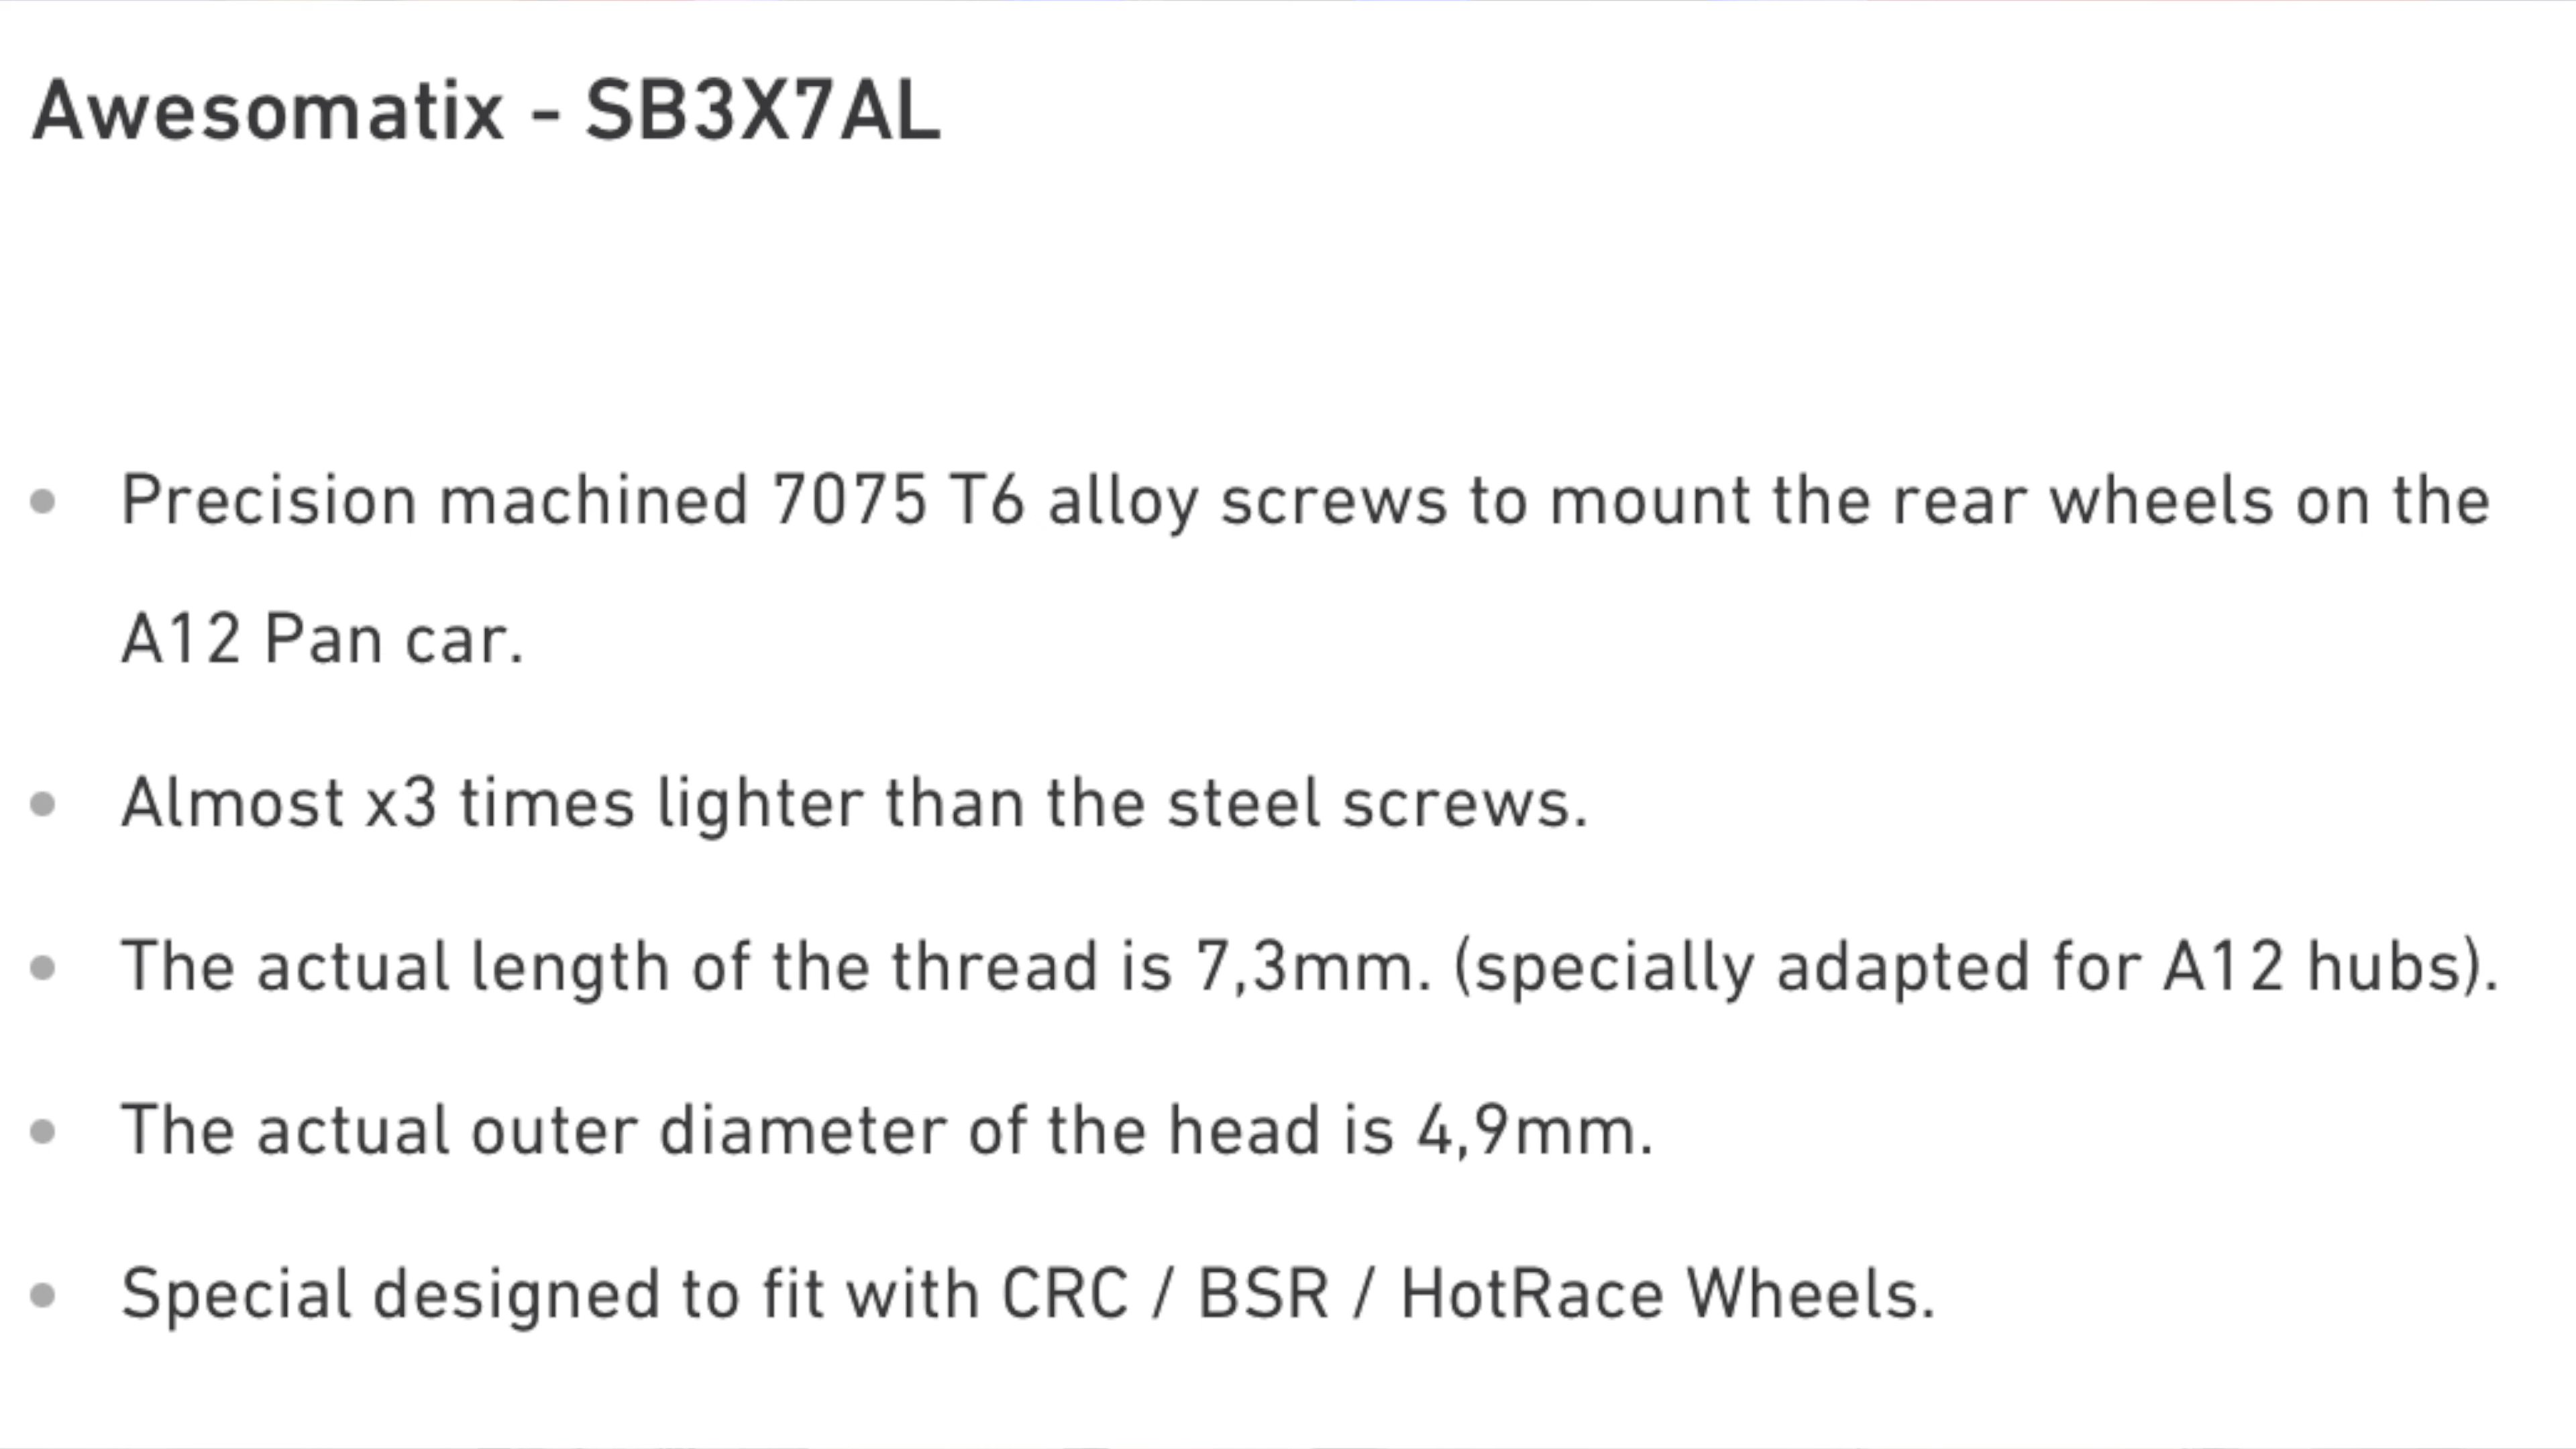 Awesomatix - SB3X7AL
• Precision machined 7075 T6 alloy screws to mount the rear wheels on the
A12 Pan car.
• Almost x3 times lighter than the steel screws.
• The actual length of the thread is 7,3mm. (specially adapted for A12 hubs).
• The actual outer diameter of the head is 4,9mm.
• Special designed to fit with CRC / BSR / HotRace Wheels.